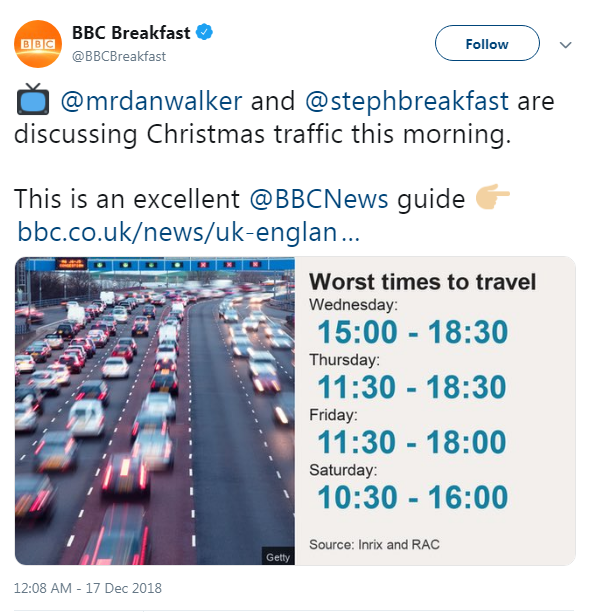 BBC
BBC Breakfast
@BBCBreakfast
Follow
@mrdanwalker and @stephbreakfast are
discussing Christmas traffic this morning.
This is an excellent @BBCNews guide
bbc.co.uk/news/uk-englan…
Worst times to travel
Wednesday:
15:00 - 18:30
Thursday:
11:30 - 18:30
Friday:
11:30 - 18:00
Saturday:
10:30 - 16:00
Source: Inrix and RAC
Getty
12:08 AM - 17 Dec 2018